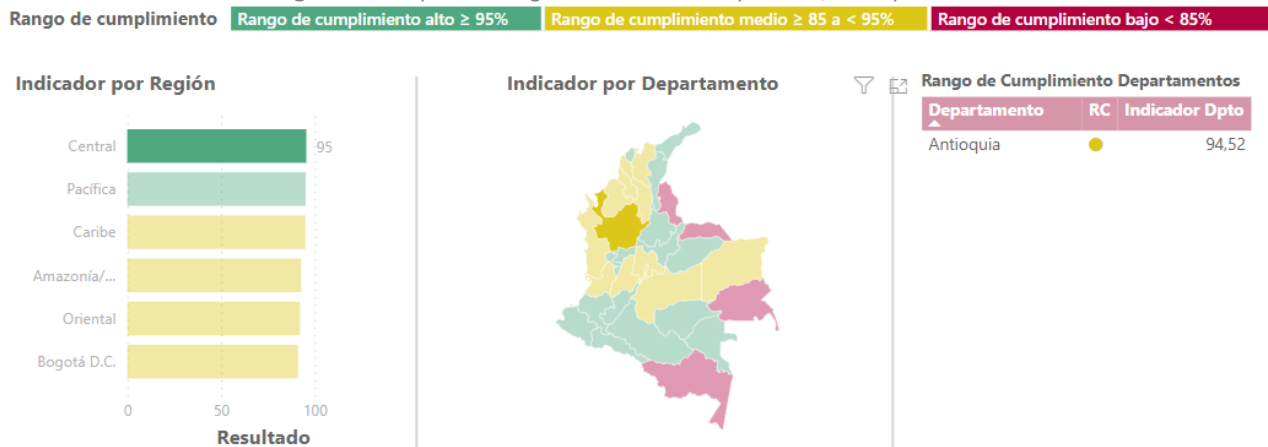 Rango de cumplimiento
Rango de cumplimiento alto ≥ 95%
Rango de cumplimiento medio ≥ 85 a < 95%
Rango de cumplimiento bajo < 85%
Indicador por Región
Central
95
Pacífica
Caribe
Amazonía/...
Oriental
Bogotá D.C.
0
50
100
Resultado
Indicador por Departamento
Rango de Cumplimiento Departamentos
Departamento RC Indicador Dpto
Antioquia 94,52